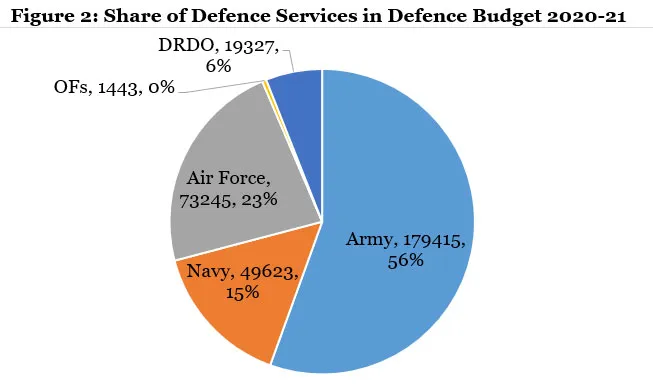 Figure 2: Share of Defence Services in Defence Budget 2020-21
DRDO, 19327,
6%
OFs, 1443, 0%
Air Force,
73245, 23%
Army, 179415,
56%
Navy, 49623,
15%